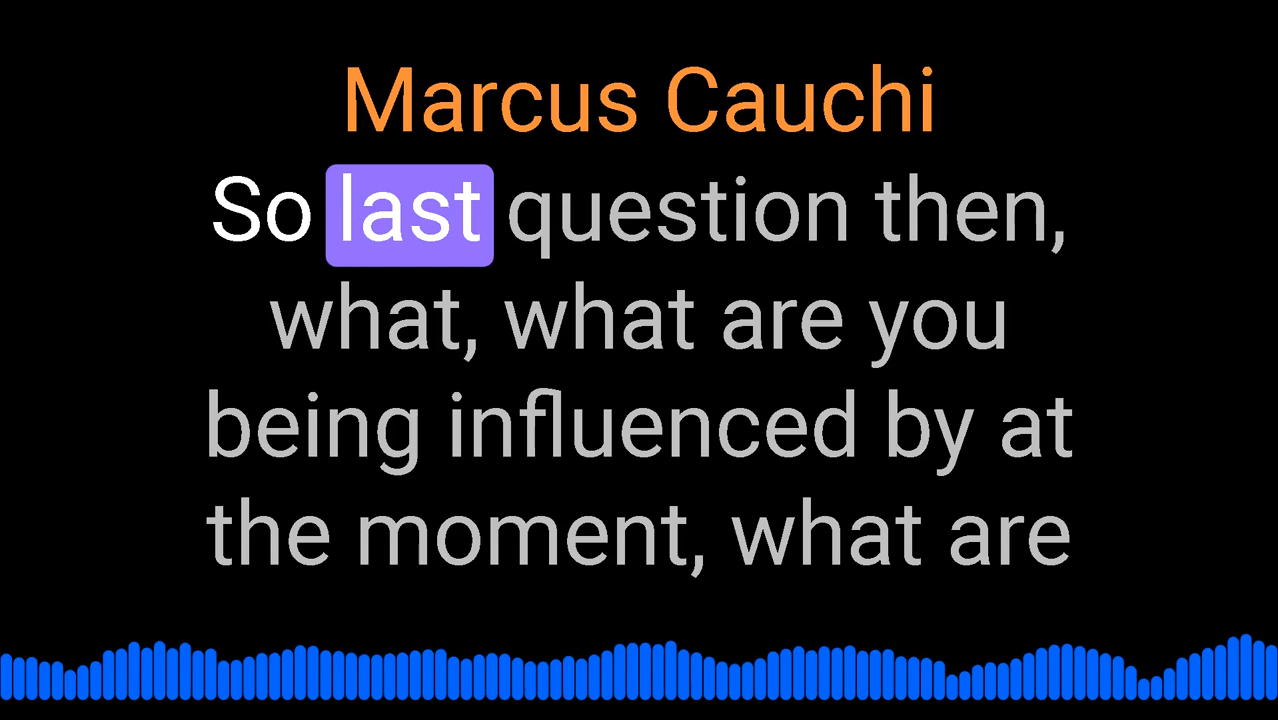 Marcus Cauchi
So last question then,
what, what are you
being influenced by at
the moment, what are